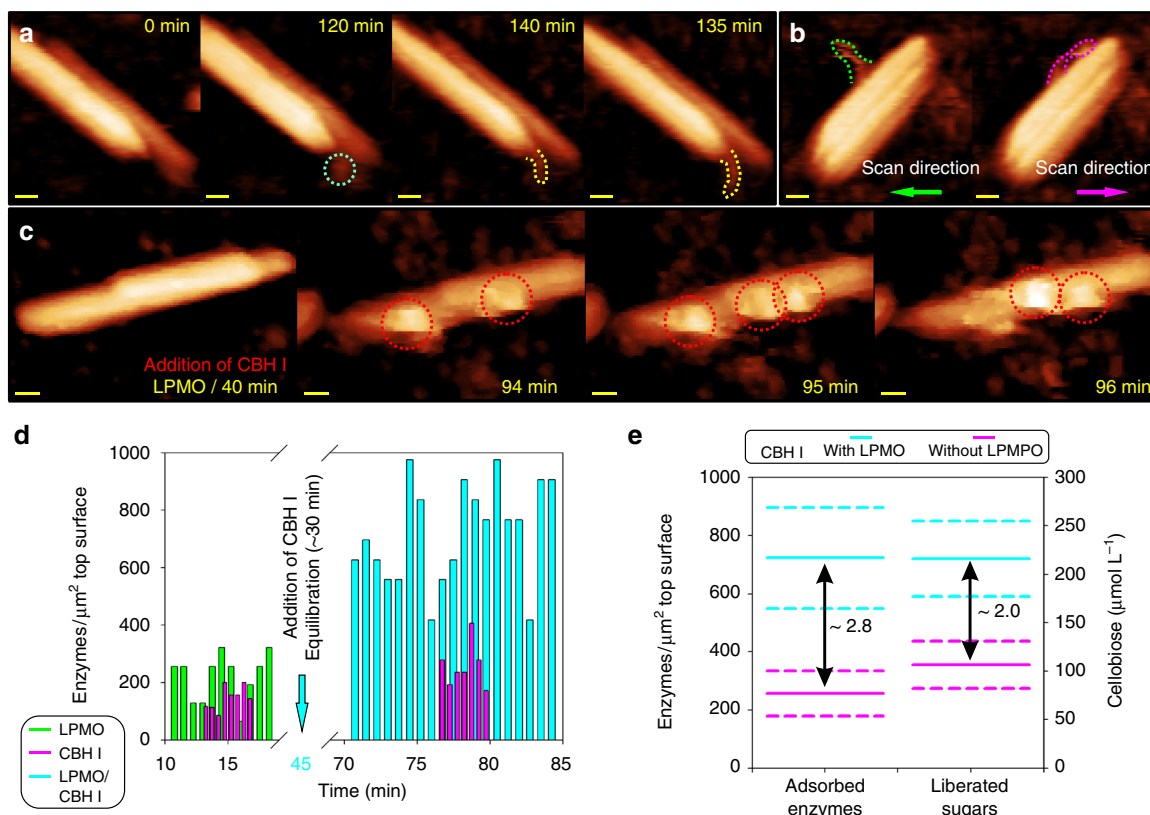 a
0 min
120 min
140 min
135 min
b
Scan direction
Scan direction
c
Addition of CBH I
LPMO / 40 min
94 min
95 min
96 min
d
Enzymes/μm² top surface
1000
800
600
400
200
0
10
15
45
70
75
80
85
Time (min)
Addition of CBH I
Equilibration (~30 min)
LPMO
CBH I
LPMO/
CBH I
e
CBH I
With LPMO
Without LPMPO
Enzymes/μm² top surface
1000
800
600
400
200
0
~ 2.8
~ 2.0
300
250
200
150
100
50
0
Cellobiose (μmol L⁻¹)
Adsorbed
enzymes
Liberated
sugars